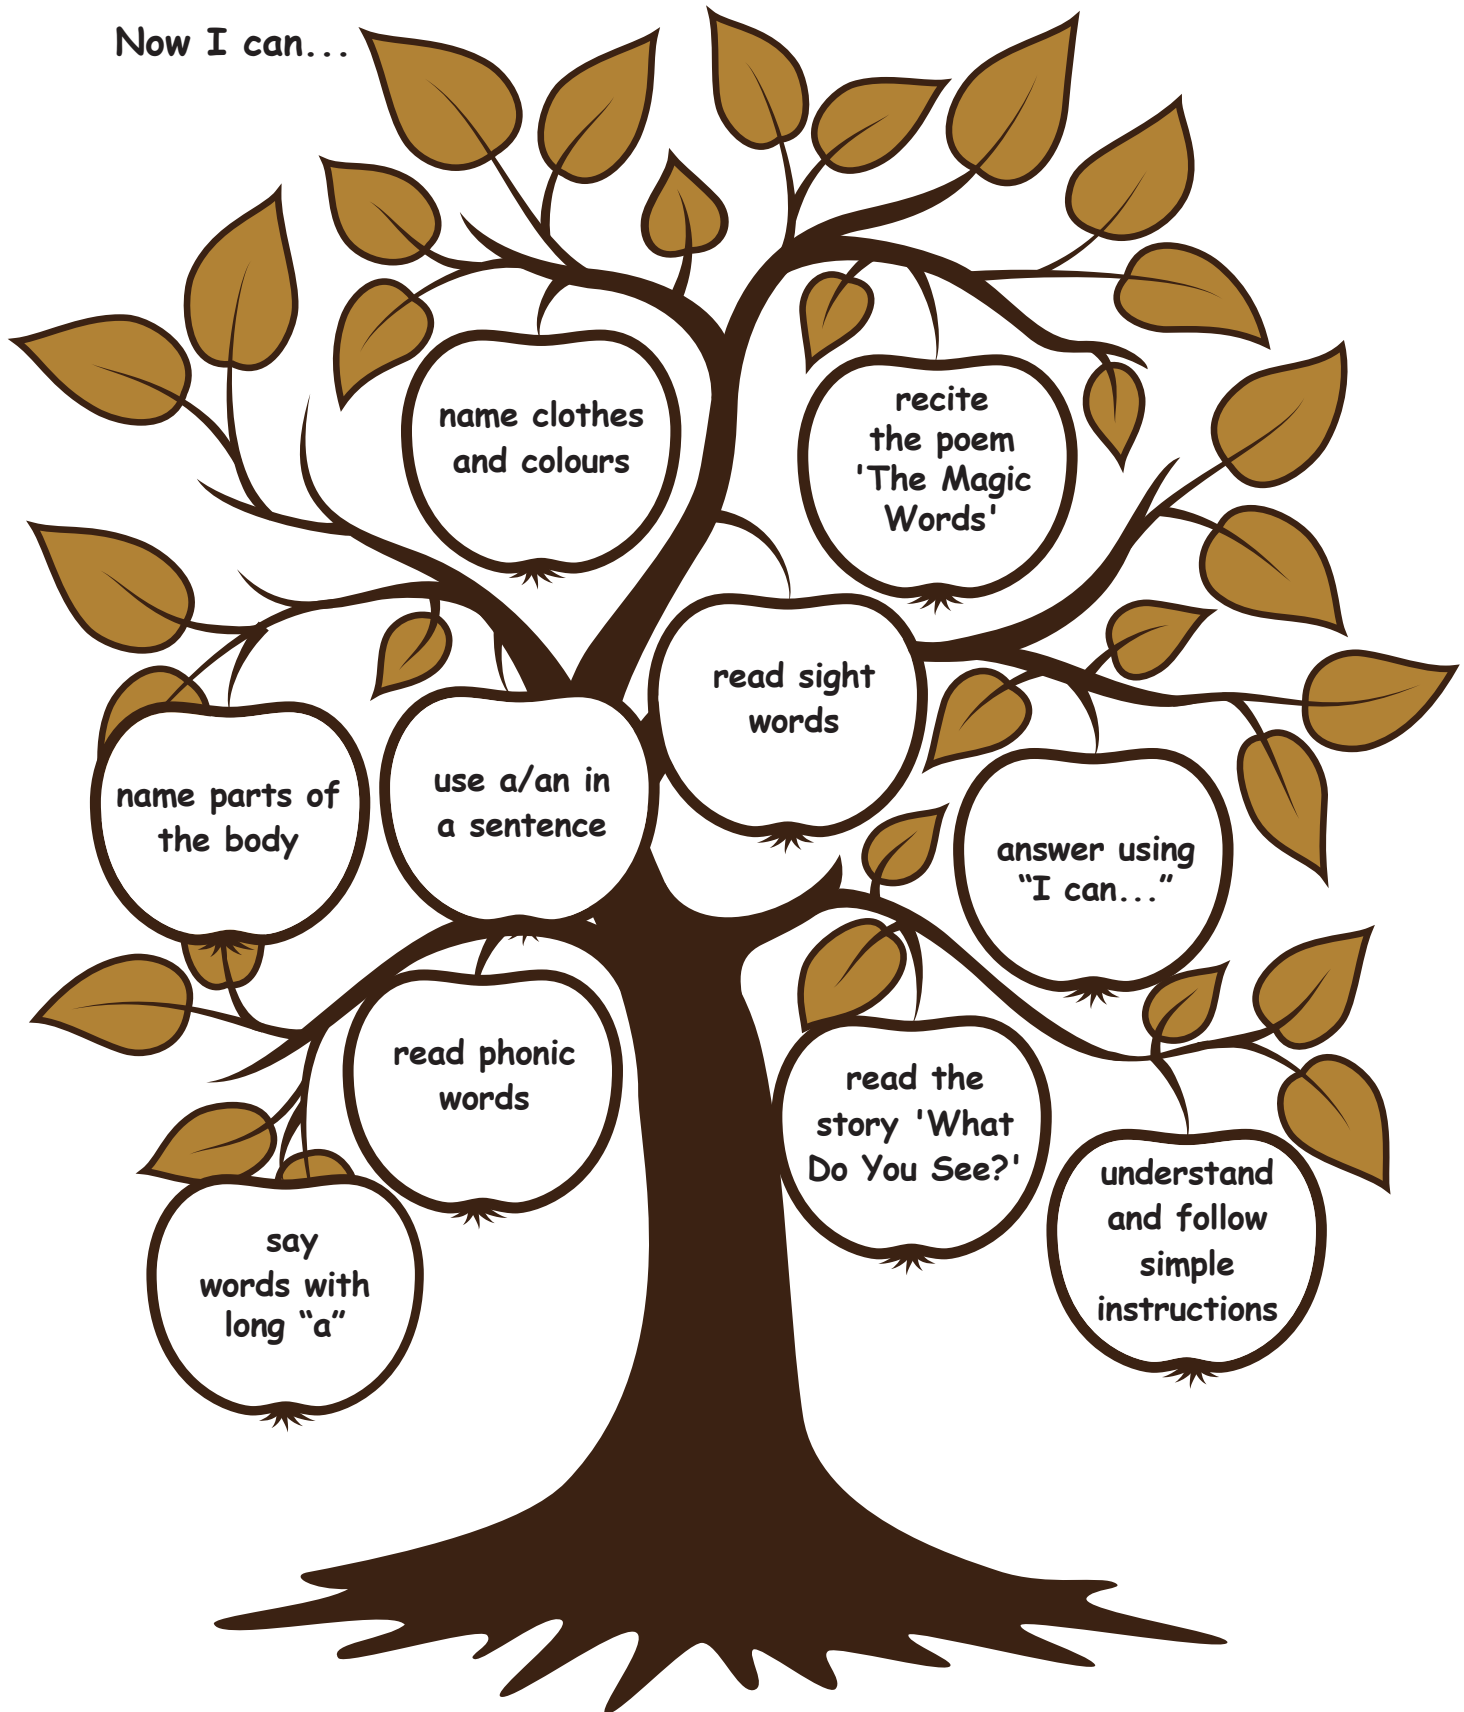 Now I can...
name clothes
and colours
recite
the poem
'The Magic
Words'
read sight
words
name parts of
the body
use a/an in
a sentence
answer using
“I can...”
read phonic
words
read the
story 'What
Do You See?'
understand
and follow
simple
instructions
say
words with
long “a”